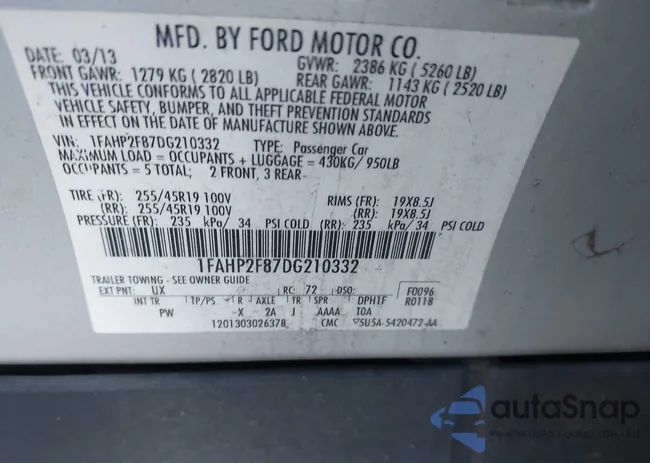 MFD. BY FORD MOTOR CO.
DATE: 03/13 GVWR: 2386 KG ( 5260 LB)
FRONT GAWR: 1279 KG ( 2820 LB) REAR GAWR: 1143 KG ( 2520 LB)
THIS VEHICLE CONFORMS TO ALL APPLICABLE FEDERAL MOTOR
VEHICLE SAFETY, BUMPER, AND THEFT PREVENTION STANDARDS
IN EFFECT ON THE DATE OF MANUFACTURE SHOWN ABOVE.
VIN: 1FAHP2F87DG210332 TYPE: Passenger Car
MAXIMUM LOAD = OCCUPANTS + LUGGAGE = 430KG/ 950LB
OCCUPANTS = 5 TOTAL; 2 FRONT, 3 REAR
TIRE (FR): 255/45R19 100V RIMS (FR): 19X8.5J
(RR): 255/45R19 100V (RR): 19X8.5J
PRESSURE (FR): 235 kPa/ 34 PSI COLD (RR): 235 kPa/ 34 PSI COLD
1FAHP2F87DG210332
TRAILER TOWING - SEE OWNER GUIDE
EXT PNT: UX RC: 72 DSO: F0096
INT TR TP/PS R AXLE TR SPR DPH1F R0118
PW X 2A J AAAA TOA
1201303026378 CMC 5U5A-5420472-AA
autoSnap